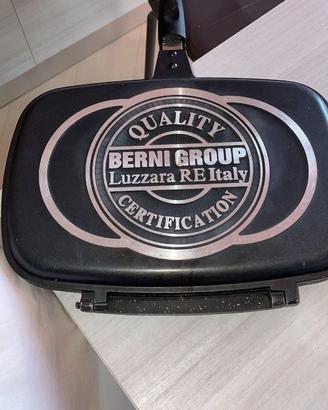 QUALITY
BERNI GROUP
Luzzara RE Italy
CERTIFICATION